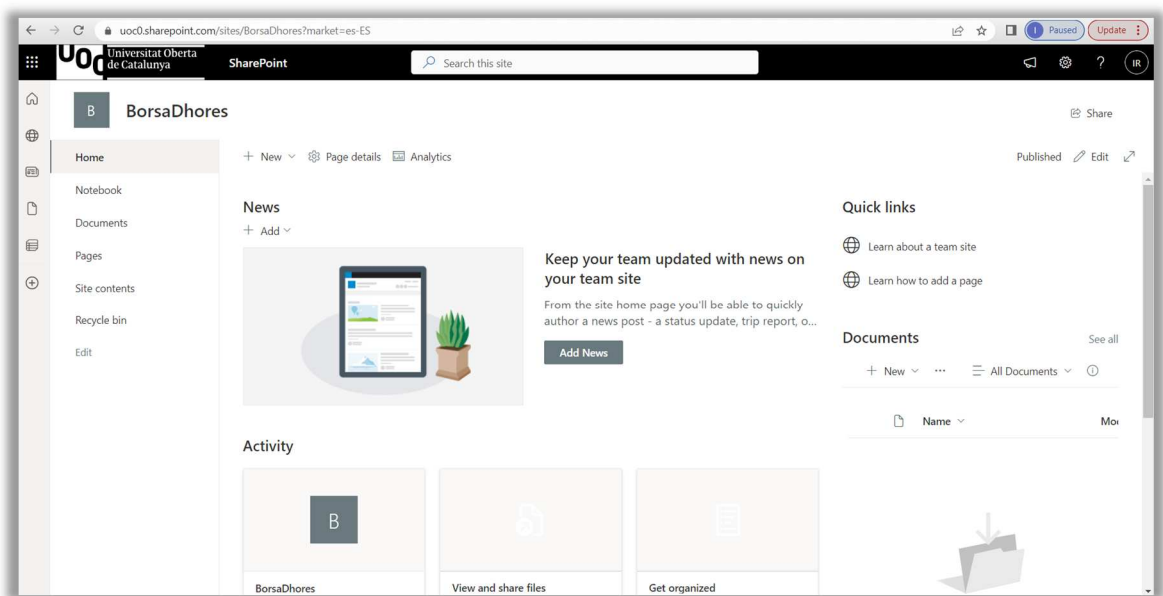 uoc0.sharepoint.com/sites/BorsaDhores?market=es-ES
I Paused Update
UOC Universitat Oberta
de Catalunya
SharePoint
Search this site
? IR
B BorsaDhores
Share
Home
Notebook
Documents
Pages
Site contents
Recycle bin
Edit
+ New Page details Analytics
Published Edit
News
+ Add
Keep your team updated with news on
your team site
From the site home page you'll be able to quickly
author a news post - a status update, trip report, o...
Add News
Quick links
Learn about a team site
Learn how to add a page
Documents See all
+ New ... All Documents
Name Mo
Activity
B
BorsaDhores
View and share files
Get organized